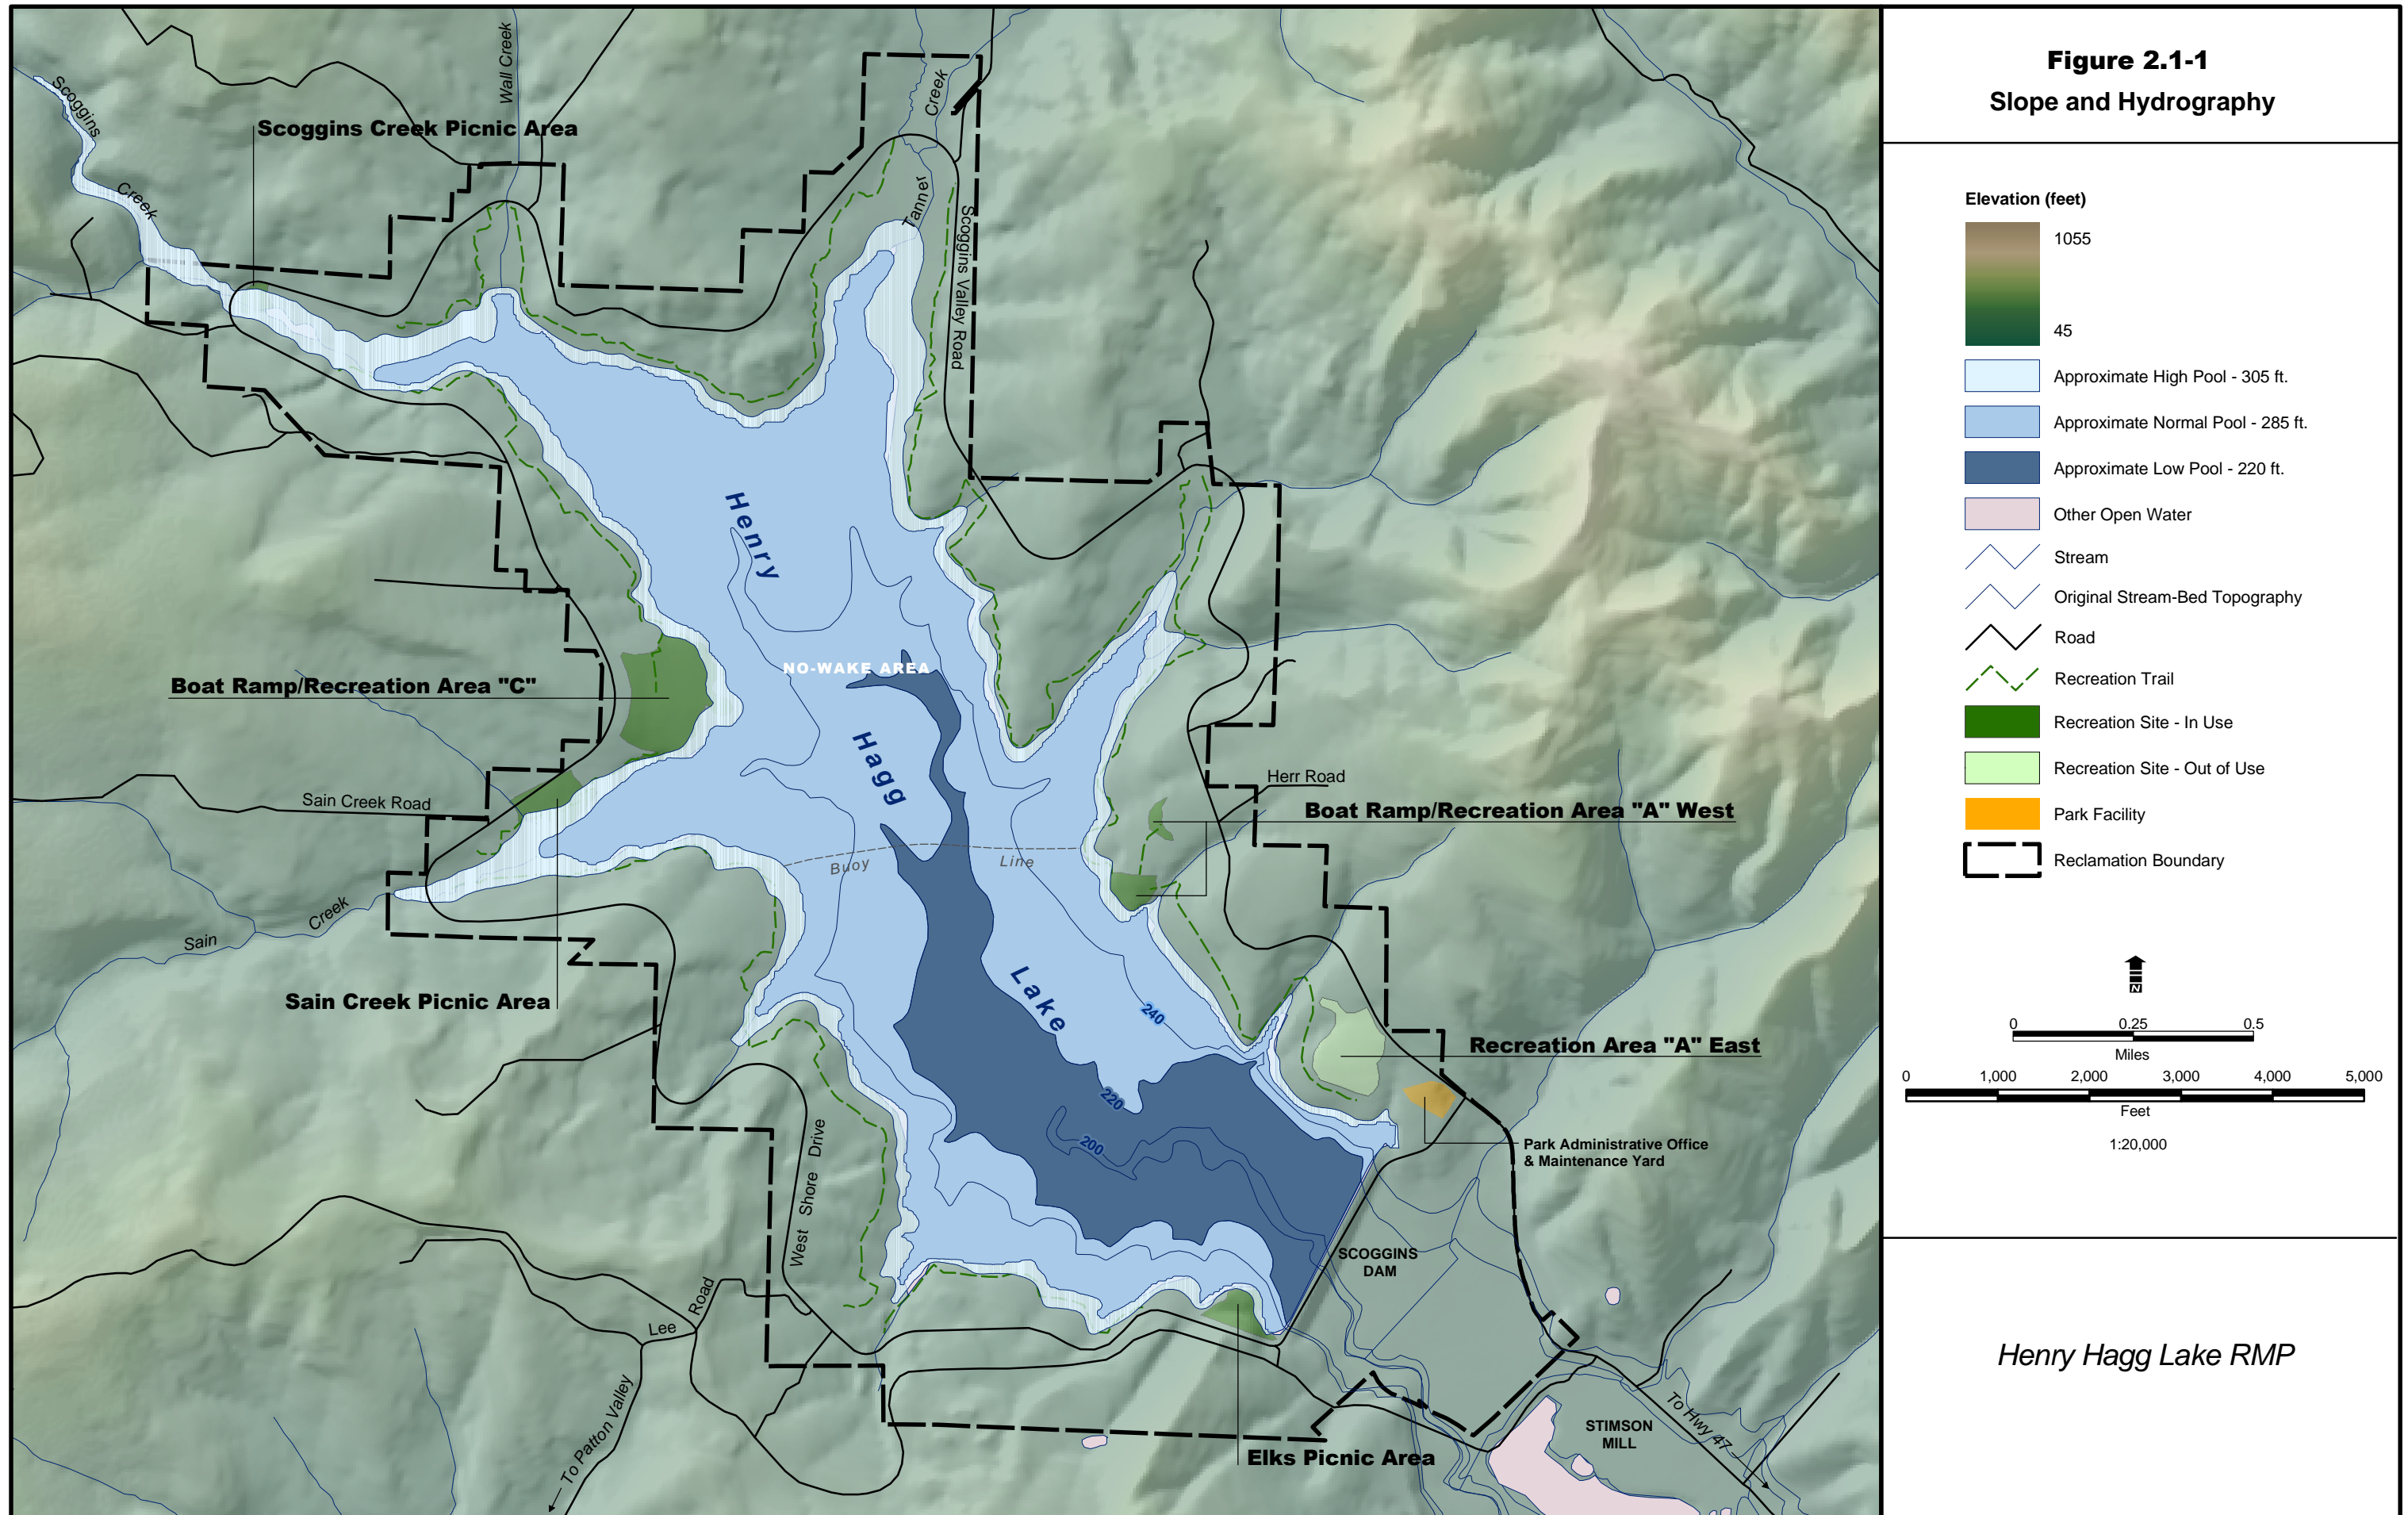 Figure 2.1-1
Slope and Hydrography
Elevation (feet)
1055
45
Approximate High Pool - 305 ft.
Approximate Normal Pool - 285 ft.
Approximate Low Pool - 220 ft.
Other Open Water
Stream
Original Stream-Bed Topography
Road
Recreation Trail
Recreation Site - In Use
Recreation Site - Out of Use
Park Facility
Reclamation Boundary
N
0 0.25 0.5
Miles
0 1,000 2,000 3,000 4,000 5,000
Feet
1:20,000
Henry Hagg Lake RMP
Scoggins
Creek
Wall Creek
Creek
Tanner
Scoggins Creek Picnic Area
Scoggins Valley Road
Henry
Hagg
Lake
NO-WAKE AREA
Boat Ramp/Recreation Area "C"
Sain Creek Road
Herr Road
Boat Ramp/Recreation Area "A" West
Buoy Line
Sain Creek
Sain Creek Picnic Area
240
220
200
Recreation Area "A" East
Park Administrative Office
& Maintenance Yard
West Shore Drive
SCOGGINS
DAM
Lee Road
To Patton Valley
Elks Picnic Area
STIMSON
MILL
To Hwy 47